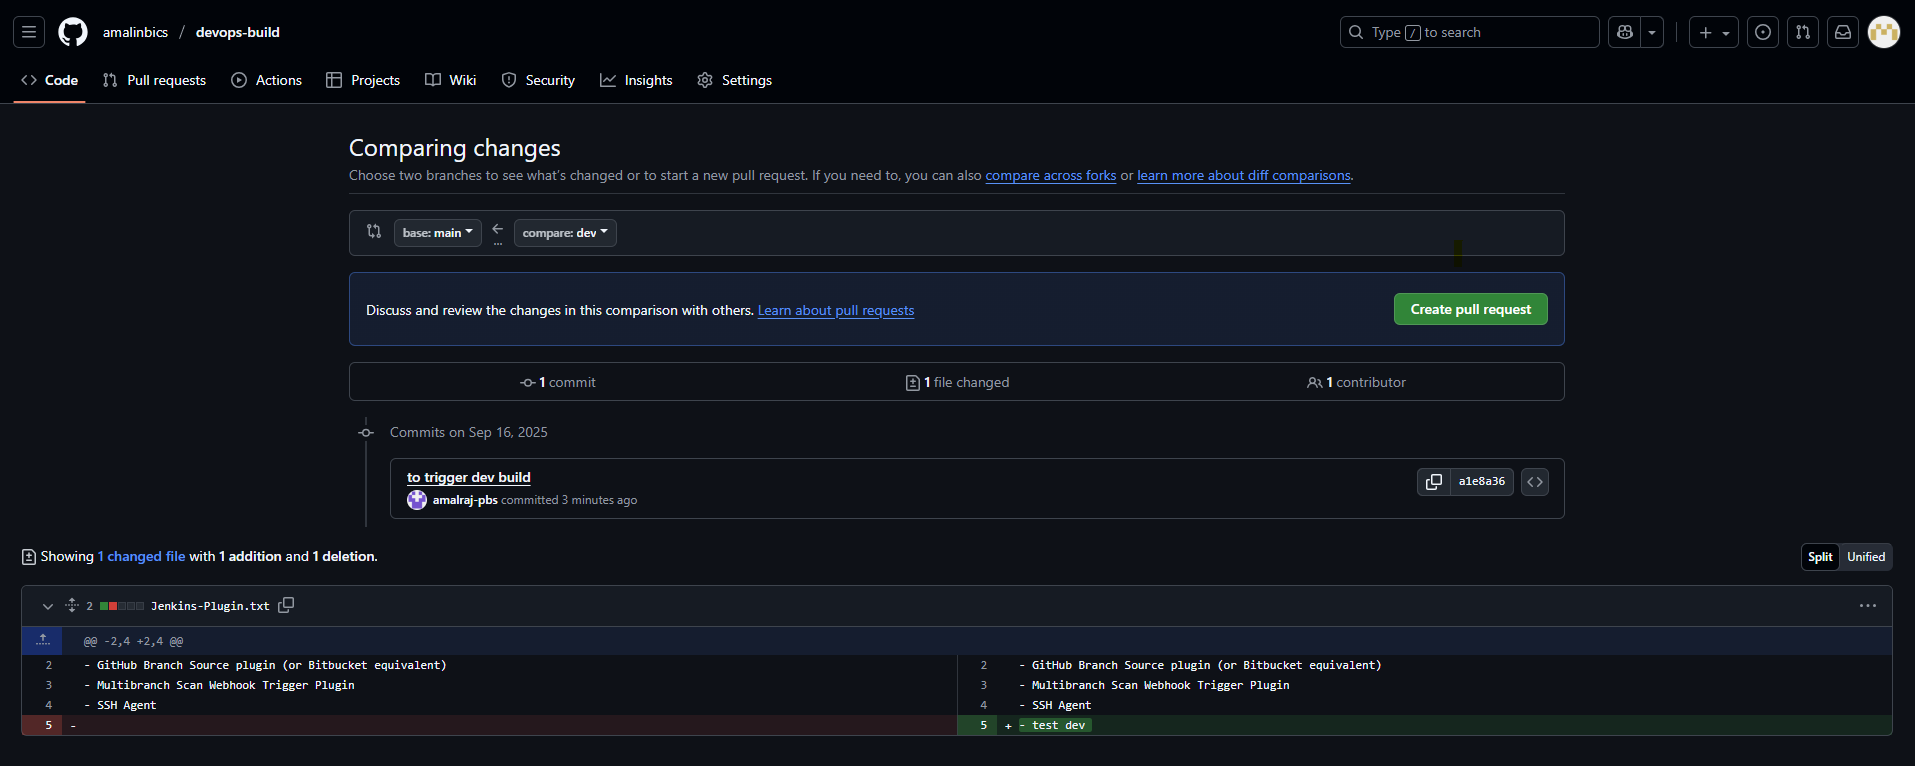 amalinbics / devops-build
Type / to search
Code Pull requests Actions Projects Wiki Security Insights Settings
Comparing changes
Choose two branches to see what's changed or to start a new pull request. If you need to, you can also compare across forks or learn more about diff comparisons.
base: main ... compare: dev
Discuss and review the changes in this comparison with others. Learn about pull requests
Create pull request
1 commit 1 file changed 1 contributor
Commits on Sep 16, 2025
to trigger dev build
amalraj-pbs committed 3 minutes ago
a1e8a36
Showing 1 changed file with 1 addition and 1 deletion.
Split Unified
2 Jenkins-Plugin.txt
@@ -2,4 +2,4 @@
2 - GitHub Branch Source plugin (or Bitbucket equivalent) 2 - GitHub Branch Source plugin (or Bitbucket equivalent)
3 - Multibranch Scan Webhook Trigger Plugin 3 - Multibranch Scan Webhook Trigger Plugin
4 - SSH Agent 4 - SSH Agent
5 - 5 + - test dev